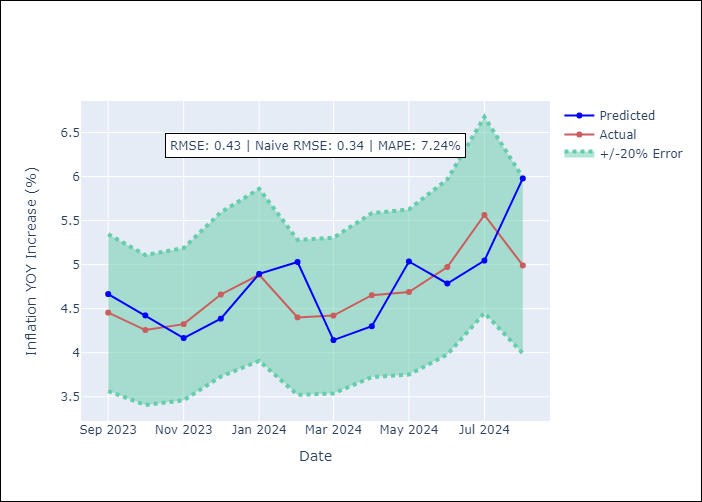 RMSE: 0.43 | Naive RMSE: 0.34 | MAPE: 7.24%
Predicted
Actual
+/-20% Error
Inflation YOY Increase (%)
6.5
6
5.5
5
4.5
4
3.5
Sep 2023 Nov 2023 Jan 2024 Mar 2024 May 2024 Jul 2024
Date